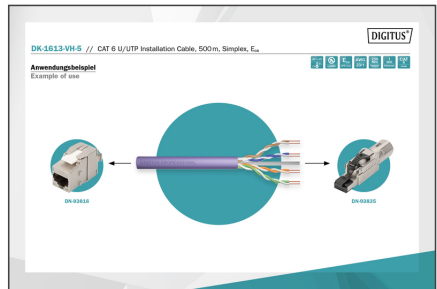 DIGITUS®
DK-1613-VH-5 // CAT 6 U/UTP Installation Cable, 500 m, Simplex, Eca
Anwendungsbeispiel
Example of use
DN-93816
DN-93835